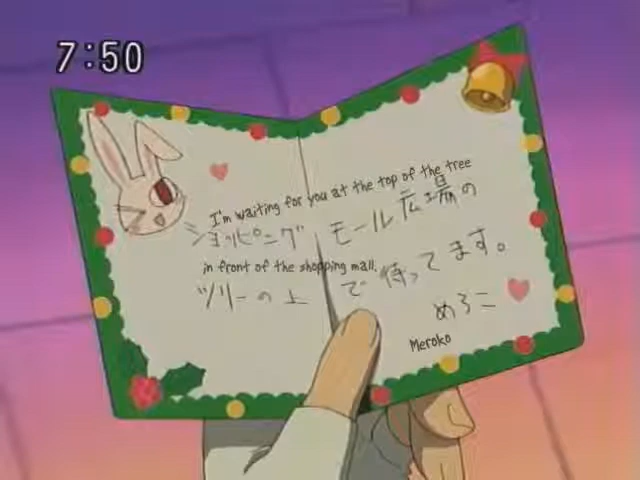 7:50
I'm waiting for you at the top of the tree
ショッピング モール広場の
in front of the shopping mall.
ツリーの上で待ってます。
めろこ
Meroko